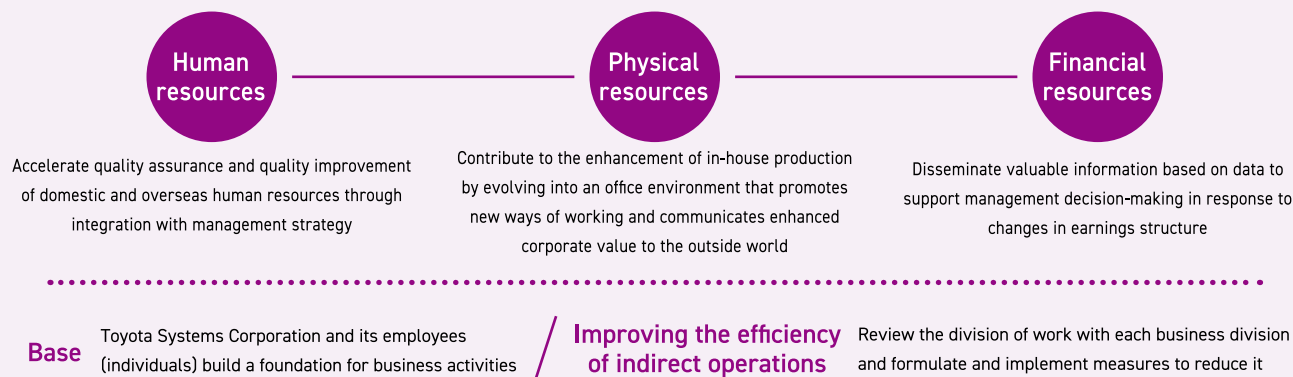 Human
resources
Physical
resources
Financial
resources
Accelerate quality assurance and quality improvement
of domestic and overseas human resources through
integration with management strategy
Contribute to the enhancement of in-house production
by evolving into an office environment that promotes
new ways of working and communicates enhanced
corporate value to the outside world
Disseminate valuable information based on data to
support management decision-making in response to
changes in earnings structure
Base
Toyota Systems Corporation and its employees
(individuals) build a foundation for business activities
Improving the efficiency
of indirect operations
Review the division of work with each business division
and formulate and implement measures to reduce it